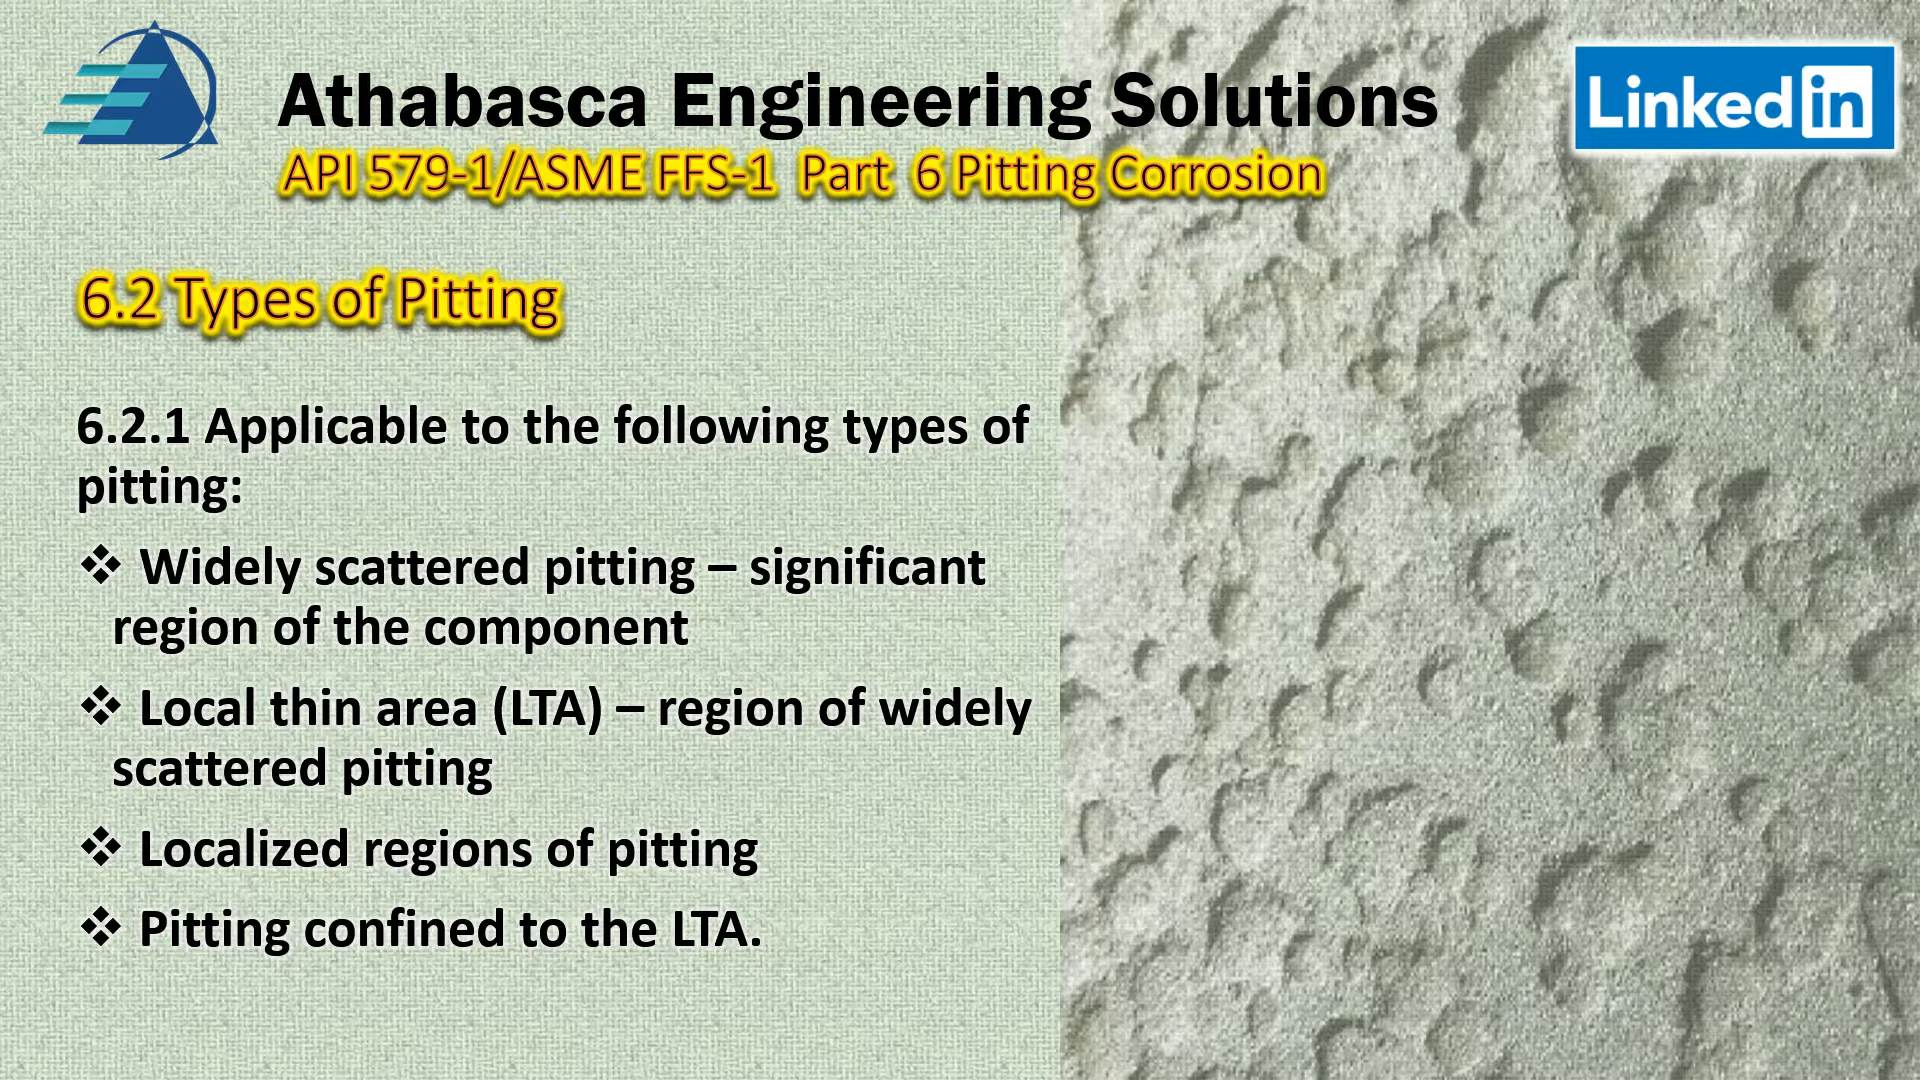 Athabasca Engineering Solutions
LinkedIn
API 579-1/ASME FFS-1 Part 6 Pitting Corrosion
6.2 Types of Pitting
6.2.1 Applicable to the following types of
pitting:
❖ Widely scattered pitting – significant
region of the component
❖ Local thin area (LTA) – region of widely
scattered pitting
❖ Localized regions of pitting
❖ Pitting confined to the LTA.